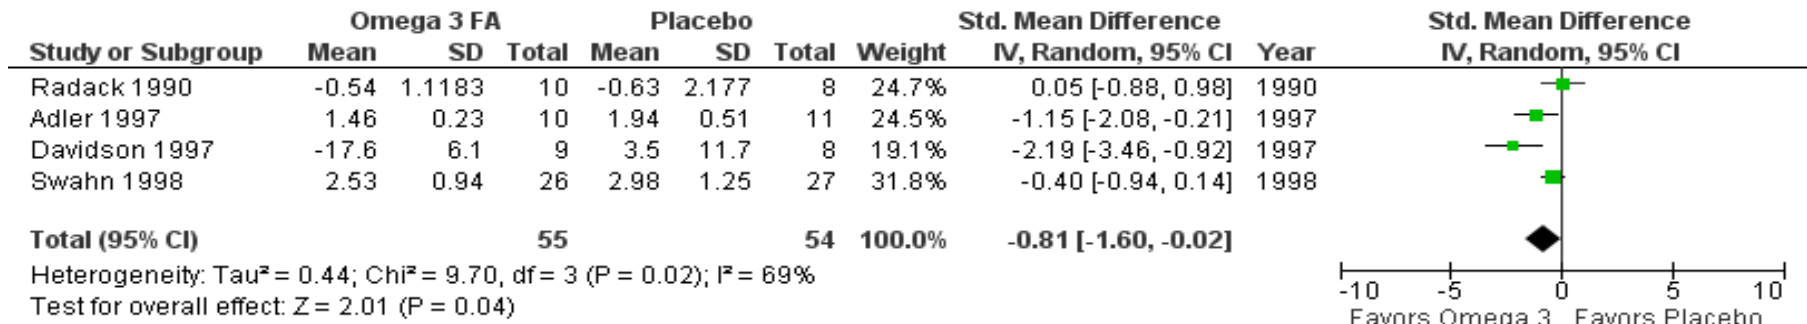 Omega 3 FA Placebo Std. Mean Difference Std. Mean Difference
Study or Subgroup Mean SD Total Mean SD Total Weight IV, Random, 95% CI Year IV, Random, 95% CI
Radack 1990 -0.54 1.1183 10 -0.63 2.177 8 24.7% 0.05 [-0.88, 0.98] 1990
Adler 1997 1.46 0.23 10 1.94 0.51 11 24.5% -1.15 [-2.08, -0.21] 1997
Davidson 1997 -17.6 6.1 9 3.5 11.7 8 19.1% -2.19 [-3.46, -0.92] 1997
Swahn 1998 2.53 0.94 26 2.98 1.25 27 31.8% -0.40 [-0.94, 0.14] 1998
Total (95% CI) 55 54 100.0% -0.81 [-1.60, -0.02]
Heterogeneity: Tau² = 0.44; Chi² = 9.70, df = 3 (P = 0.02); I² = 69%
Test for overall effect: Z = 2.01 (P = 0.04)
-10 -5 0 5 10
Favors Omega 3 Favors Placebo